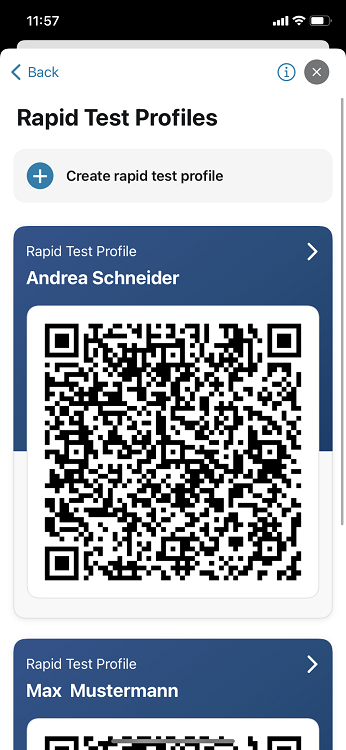 11:57
Back
Rapid Test Profiles
Create rapid test profile
Rapid Test Profile
Andrea Schneider
Rapid Test Profile
Max Mustermann